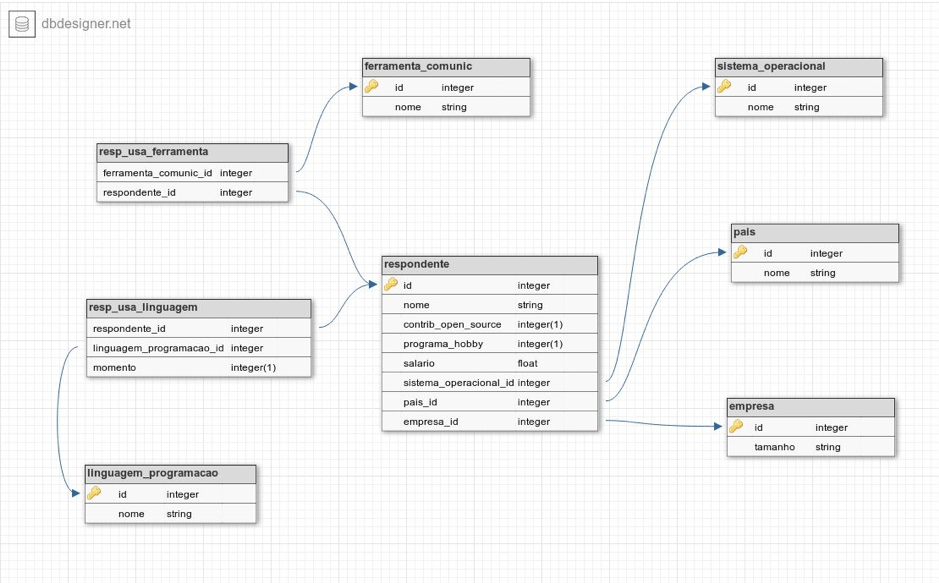 dbdesigner.net
ferramenta_comunic
id integer
nome string
sistema_operacional
id integer
nome string
resp_usa_ferramenta
ferramenta_comunic_id integer
respondente_id integer
pais
id integer
nome string
respondente
id integer
nome string
contrib_open_source integer(1)
programa_hobby integer(1)
salario float
sistema_operacional_id integer
pais_id integer
empresa_id integer
resp_usa_linguagem
respondente_id integer
linguagem_programacao_id integer
momento integer(1)
empresa
id integer
tamanho string
linguagem_programacao
id integer
nome string